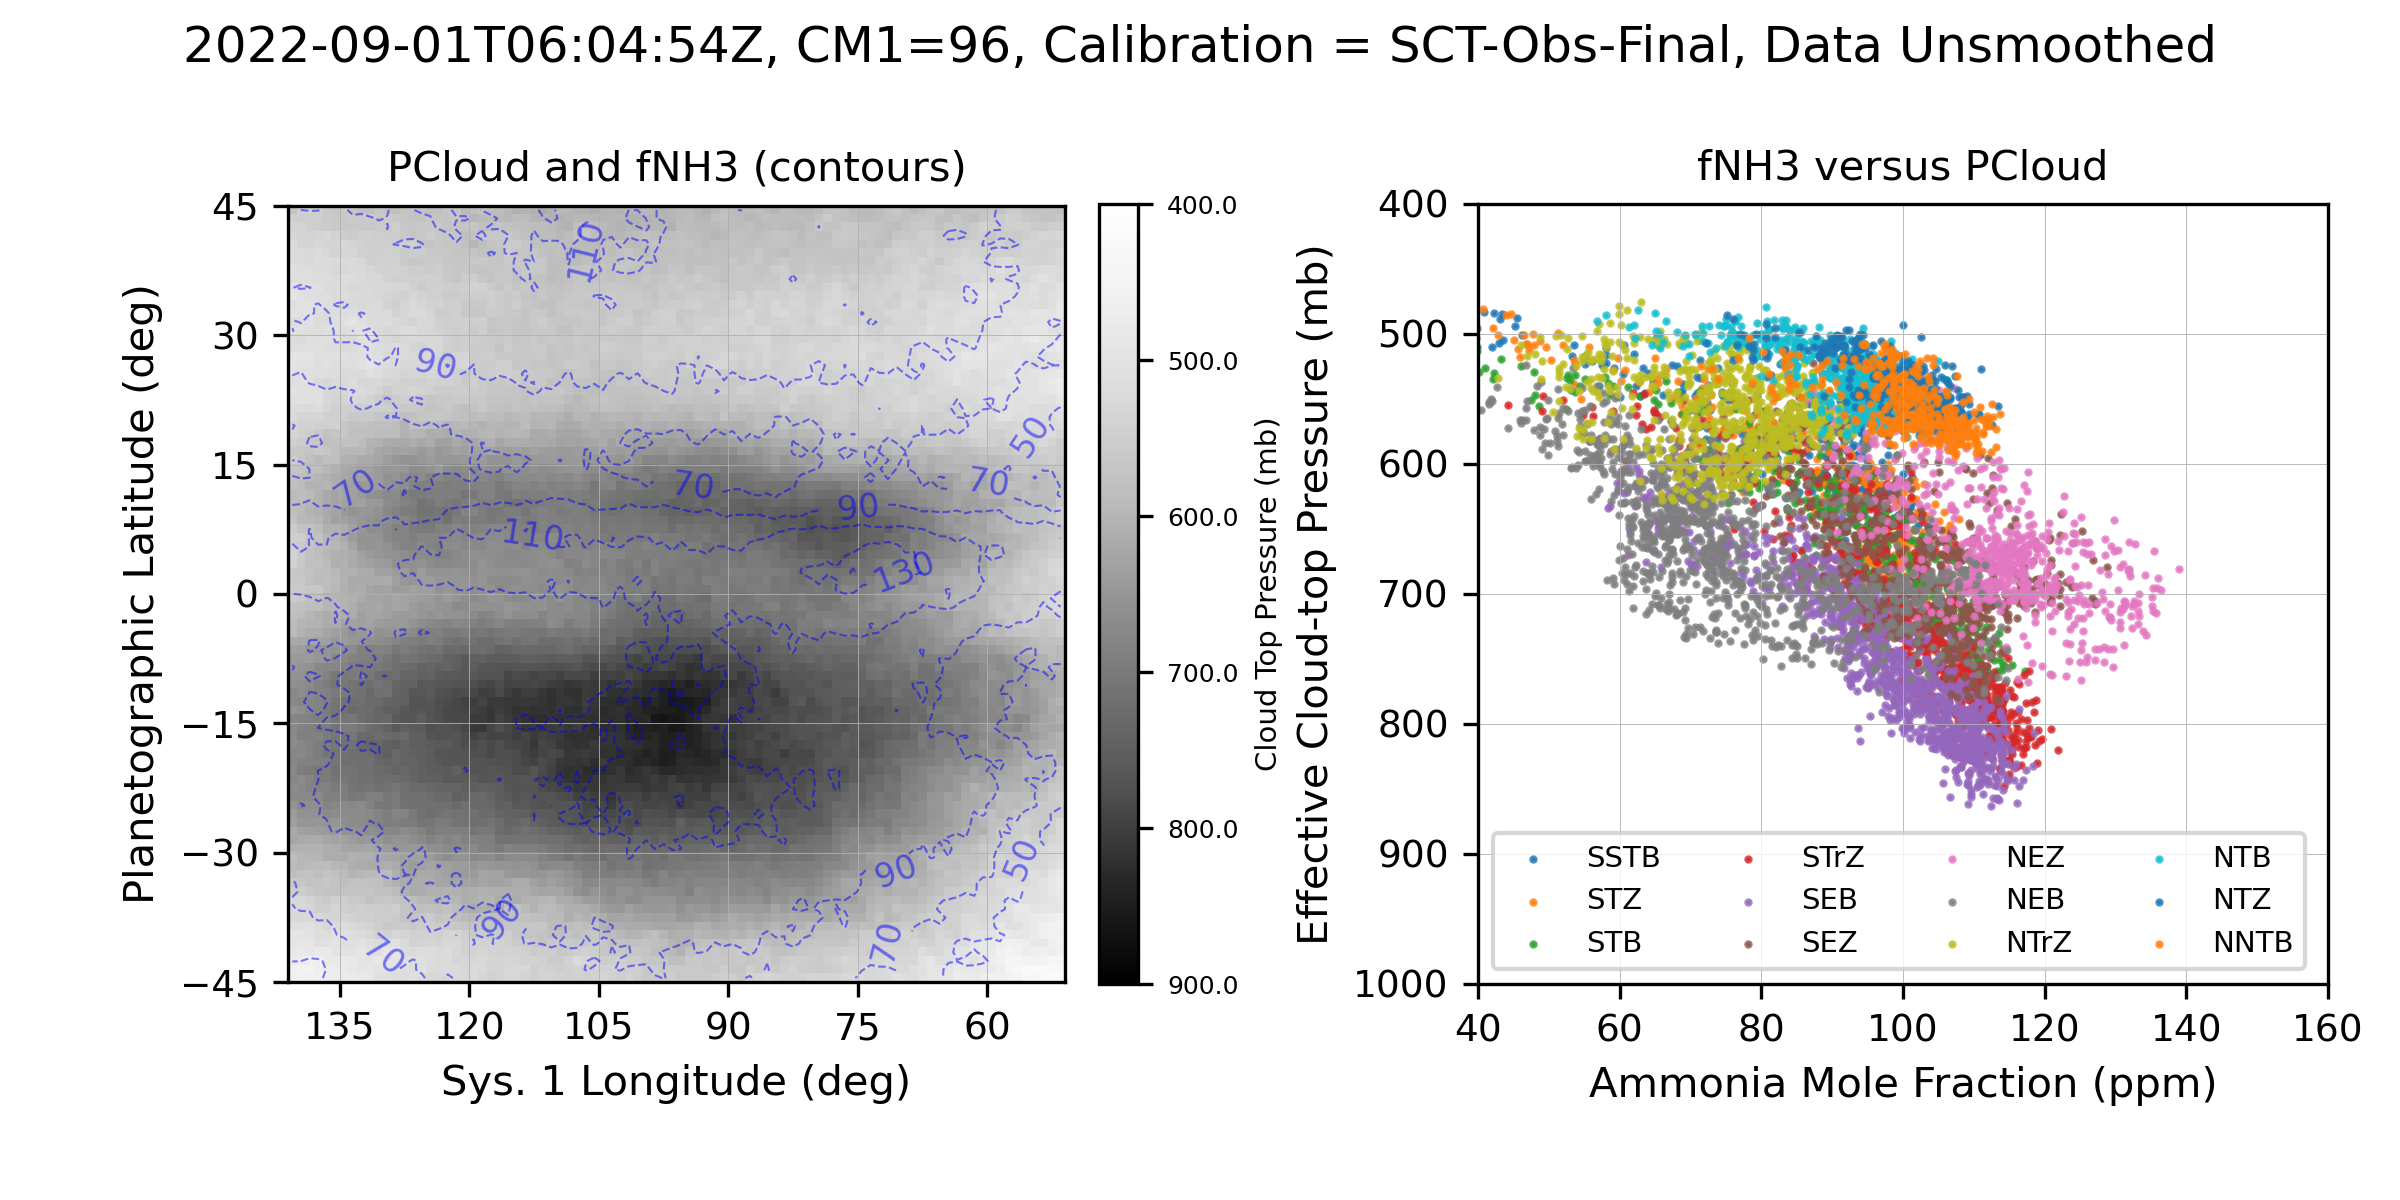 2022-09-01T06:04:54Z, CM1=96, Calibration = SCT-Obs-Final, Data Unsmoothed
PCloud and fNH3 (contours)
Planetographic Latitude (deg)
45
30
15
0
−15
−30
−45
135 120 105 90 75 60
Sys. 1 Longitude (deg)
110
90
50
70
70
70
90
110
130
90
50
90
70
70
400.0
500.0
600.0
700.0
800.0
900.0
Cloud Top Pressure (mb)
fNH3 versus PCloud
Effective Cloud-top Pressure (mb)
400
500
600
700
800
900
1000
40 60 80 100 120 140 160
Ammonia Mole Fraction (ppm)
SSTB STrZ NEZ NTB
STZ SEB NEB NTZ
STB SEZ NTrZ NNTB